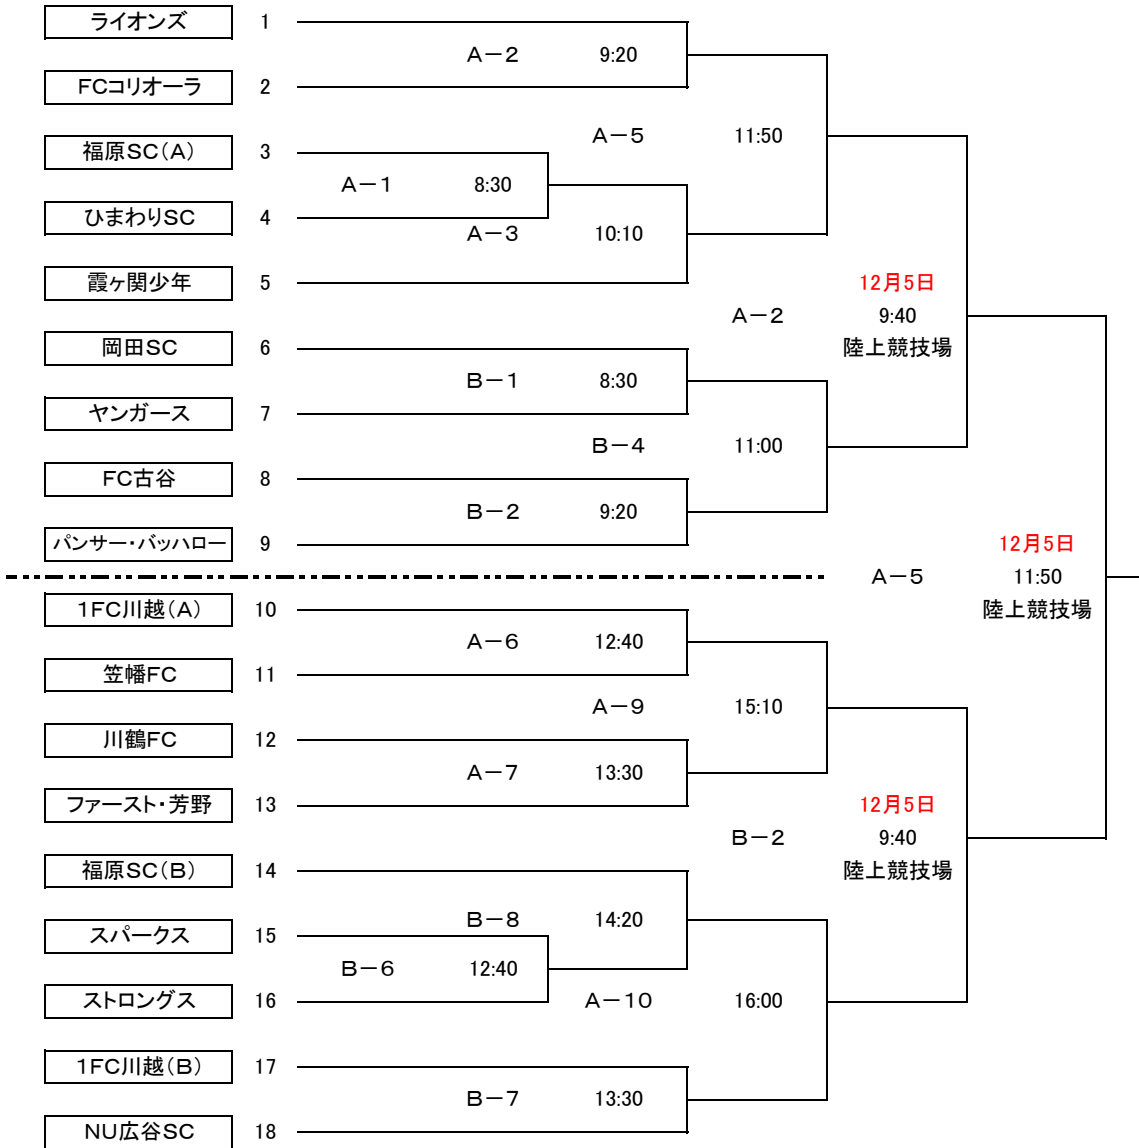 ライオンズ 1
A-2 9:20
FCコリオーラ 2
A-5 11:50
福原SC(A) 3
A-1 8:30
ひまわりSC 4
A-3 10:10
霞ヶ関少年 5
12月5日
A-2 9:40
岡田SC 6
陸上競技場
B-1 8:30
ヤンガース 7
B-4 11:00
FC古谷 8
B-2 9:20
パンサー・バッハロー 9
12月5日
A-5 11:50
1FC川越(A) 10
陸上競技場
A-6 12:40
笠幡FC 11
A-9 15:10
川鶴FC 12
A-7 13:30
ファースト・芳野 13
12月5日
B-2 9:40
福原SC(B) 14
陸上競技場
B-8 14:20
スパークス 15
B-6 12:40
ストロングス 16
A-10 16:00
1FC川越(B) 17
B-7 13:30
NU広谷SC 18